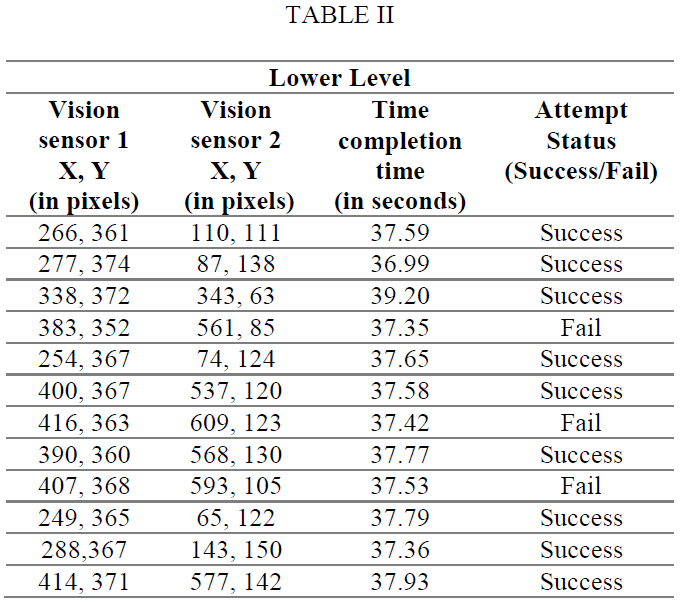 TABLE II
Lower Level
Vision sensor 1 X, Y (in pixels) Vision sensor 2 X, Y (in pixels) Time completion time (in seconds) Attempt Status (Success/Fail)
266, 361 110, 111 37.59 Success
277, 374 87, 138 36.99 Success
338, 372 343, 63 39.20 Success
383, 352 561, 85 37.35 Fail
254, 367 74, 124 37.65 Success
400, 367 537, 120 37.58 Success
416, 363 609, 123 37.42 Fail
390, 360 568, 130 37.77 Success
407, 368 593, 105 37.53 Fail
249, 365 65, 122 37.79 Success
288,367 143, 150 37.36 Success
414, 371 577, 142 37.93 Success